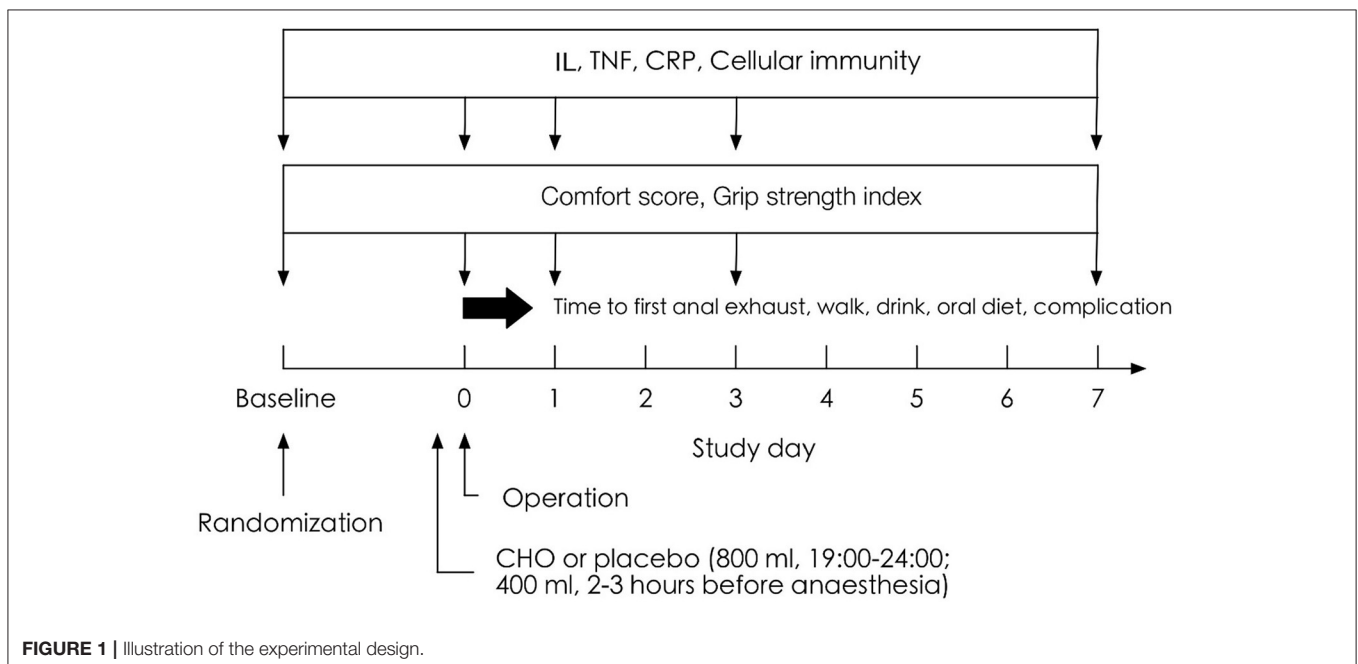 IL, TNF, CRP, Cellular immunity
Comfort score, Grip strength index
Time to first anal exhaust, walk, drink, oral diet, complication
Baseline 0 1 2 3 4 5 6 7
Study day
Operation
Randomization
CHO or placebo (800 ml, 19:00-24:00;
400 ml, 2-3 hours before anaesthesia)
FIGURE 1 | Illustration of the experimental design.